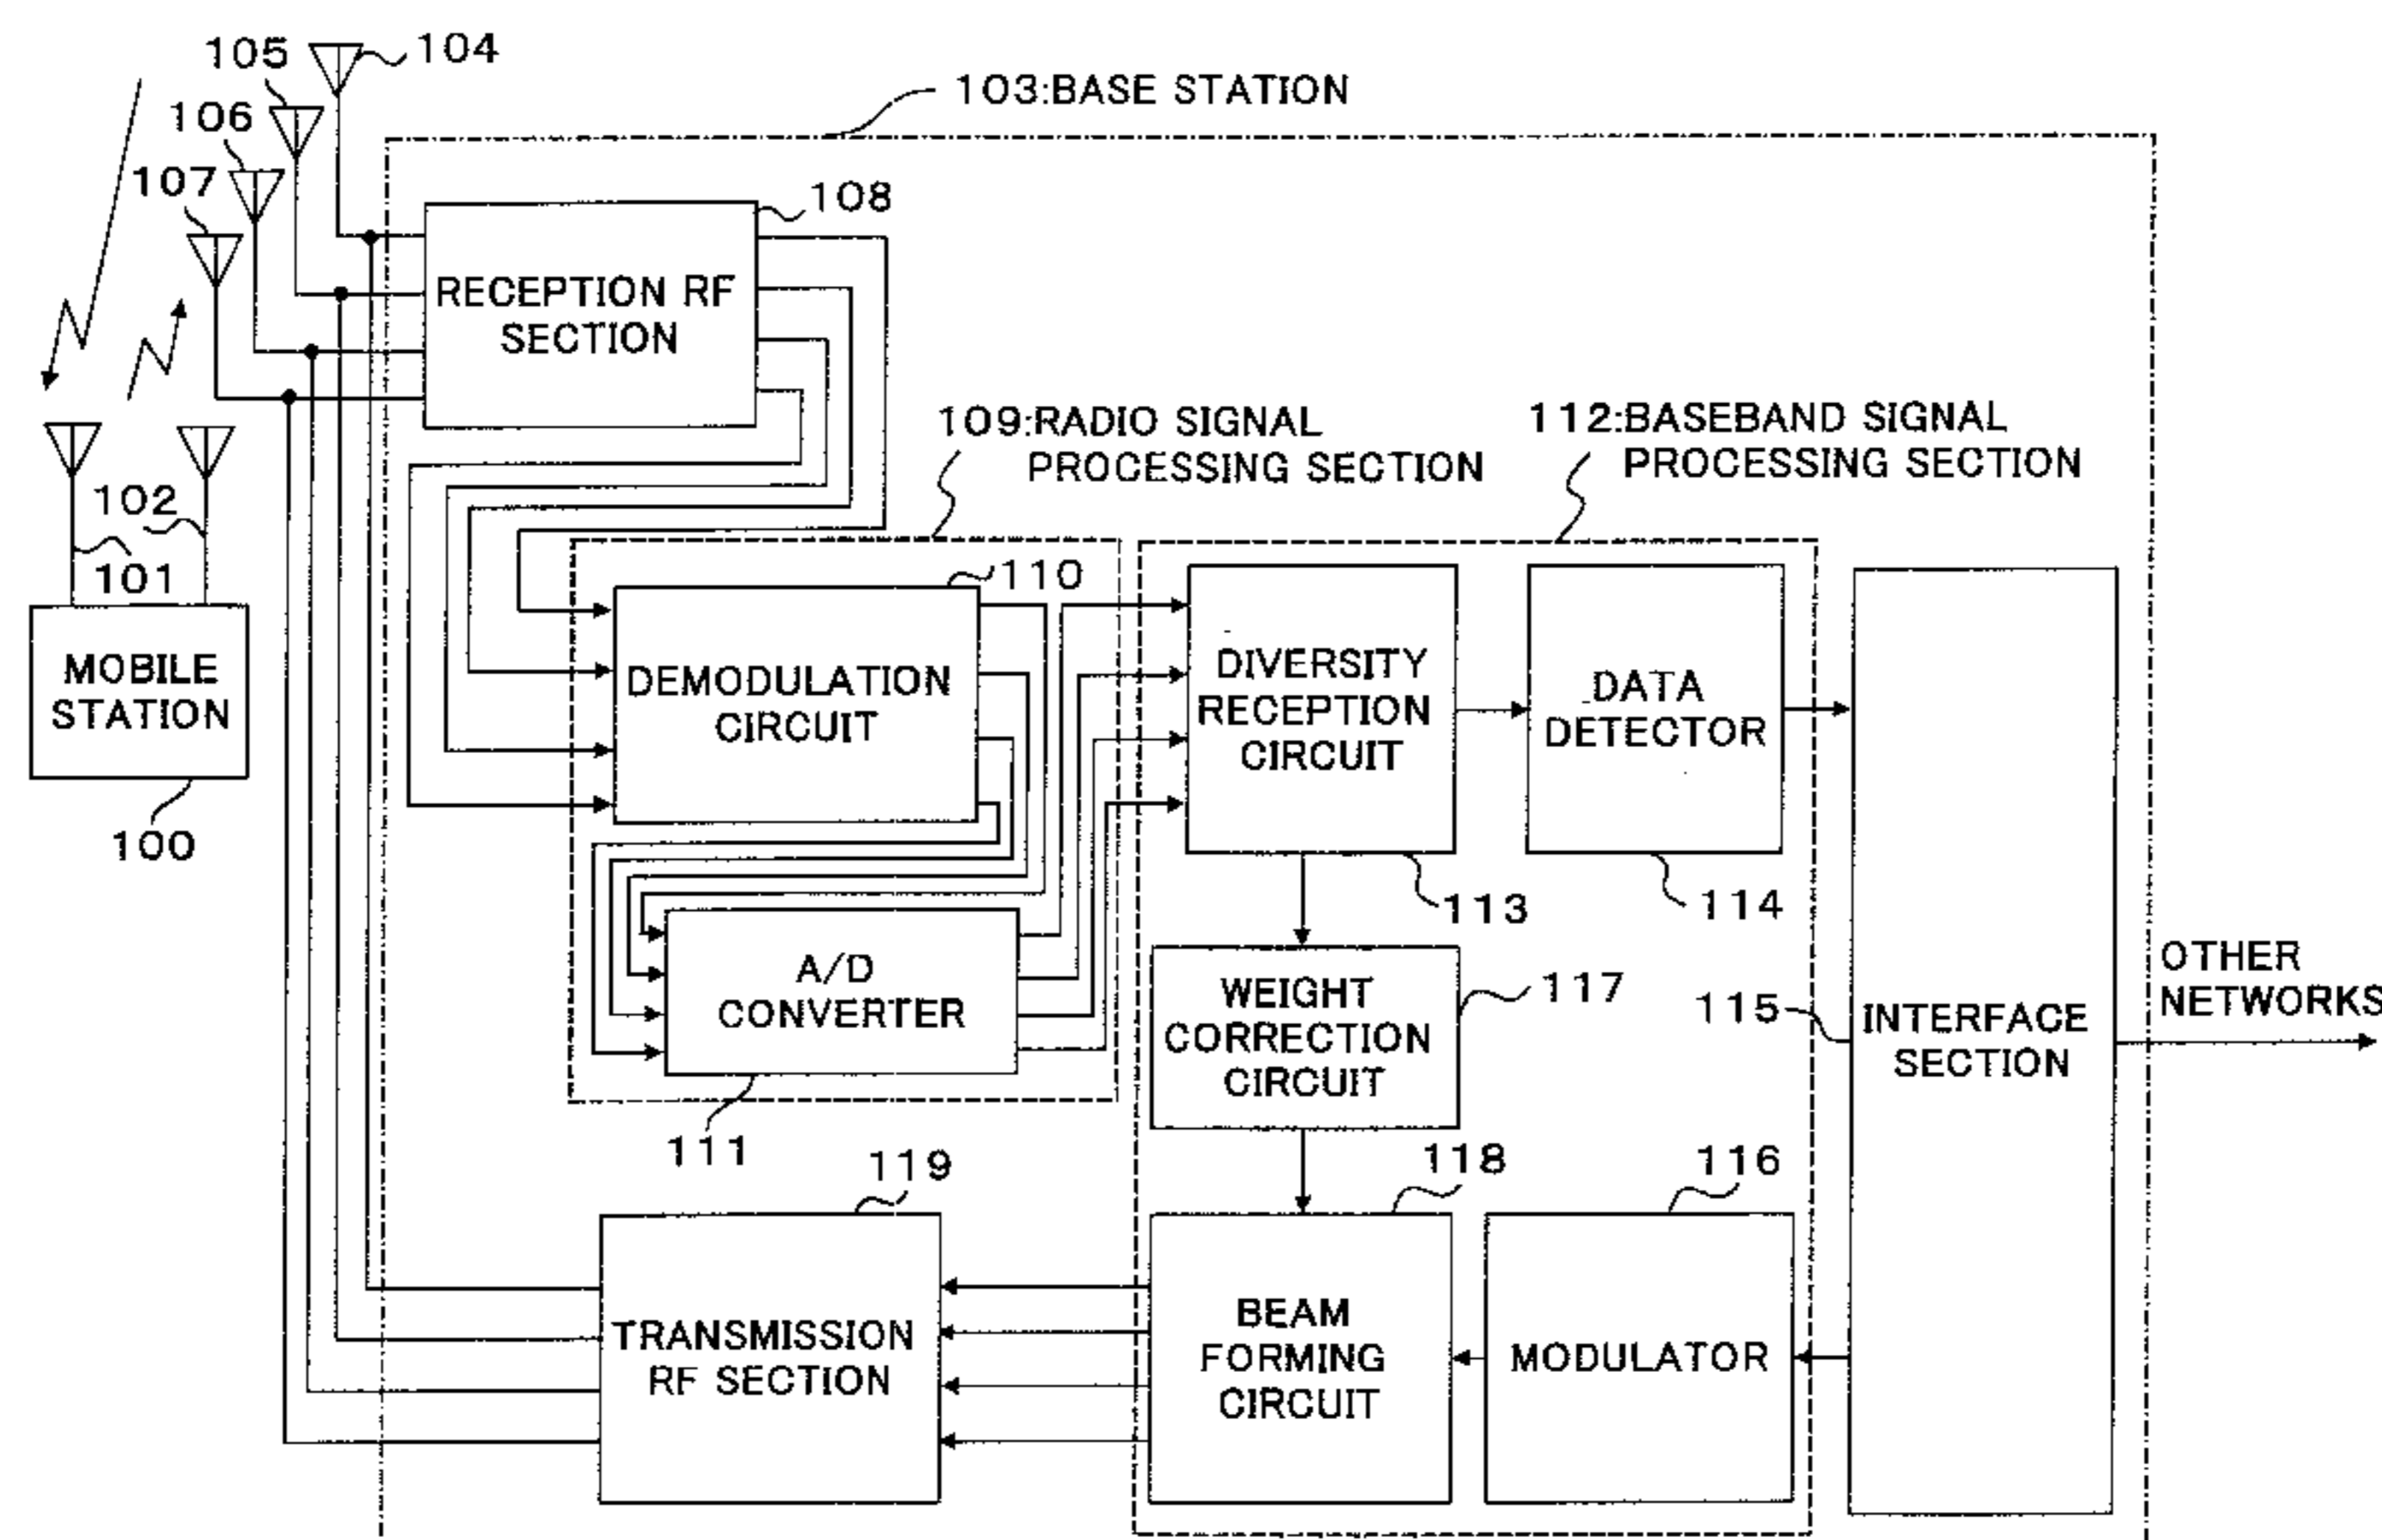 104
105
103:BASE STATION
106
107
108
RECEPTION RF
SECTION
109:RADIO SIGNAL
PROCESSING SECTION
112:BASEBAND SIGNAL
PROCESSING SECTION
102
101
110
MOBILE
STATION
100
DEMODULATION
CIRCUIT
DIVERSITY
RECEPTION
CIRCUIT
DATA
DETECTOR
113
114
A/D
CONVERTER
111
WEIGHT
CORRECTION
CIRCUIT
117
115
INTERFACE
SECTION
OTHER
NETWORKS
119
118
116
TRANSMISSION
RF SECTION
BEAM
FORMING
CIRCUIT
MODULATOR